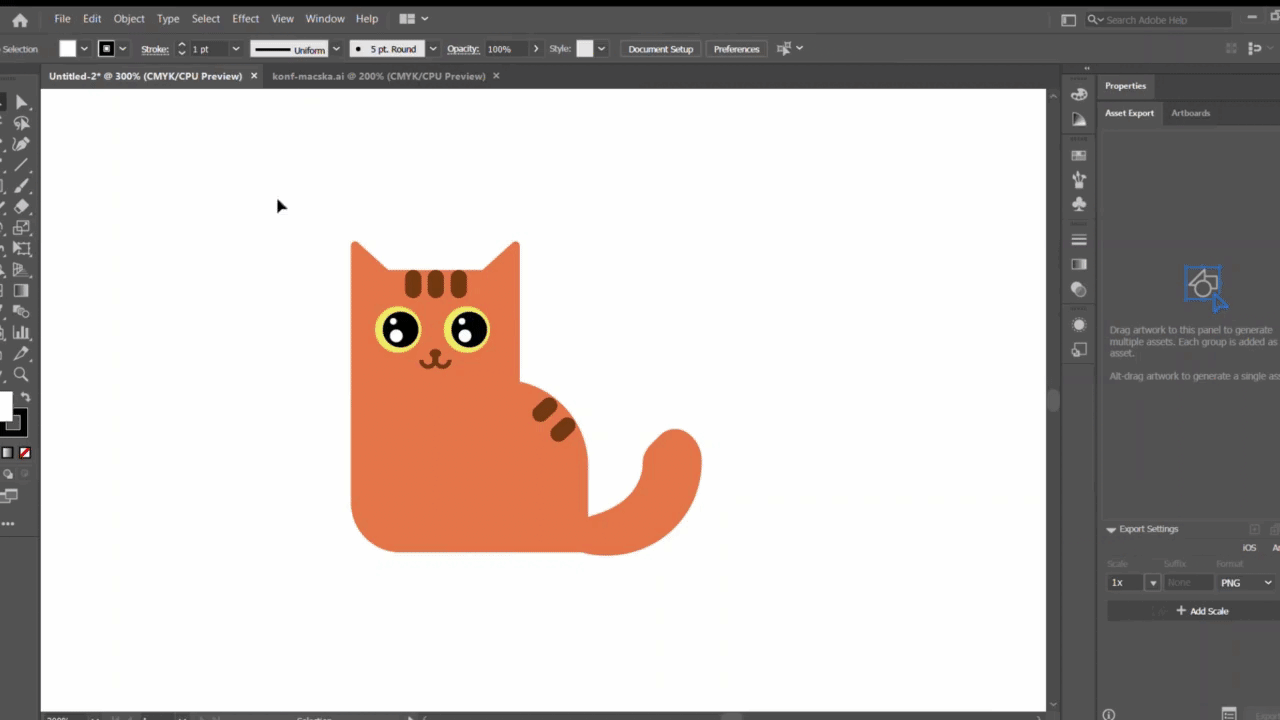 File Edit Object Type Select Effect View Window Help Search Adobe Help
Selection Stroke: 1 pt Uniform 5 pt. Round Opacity: 100% Style: Document Setup Preferences
Untitled-2* @ 300% (CMYK/CPU Preview) × konf-macska.ai @ 200% (CMYK/CPU Preview) ×
Properties
Asset Export Artboards
Drag artwork to this panel to generate
multiple assets. Each group is added as
asset.
Alt-drag artwork to generate a single
Export Settings
iOS
Scale Suffix Format
1x None PNG
+ Add Scale
Selection